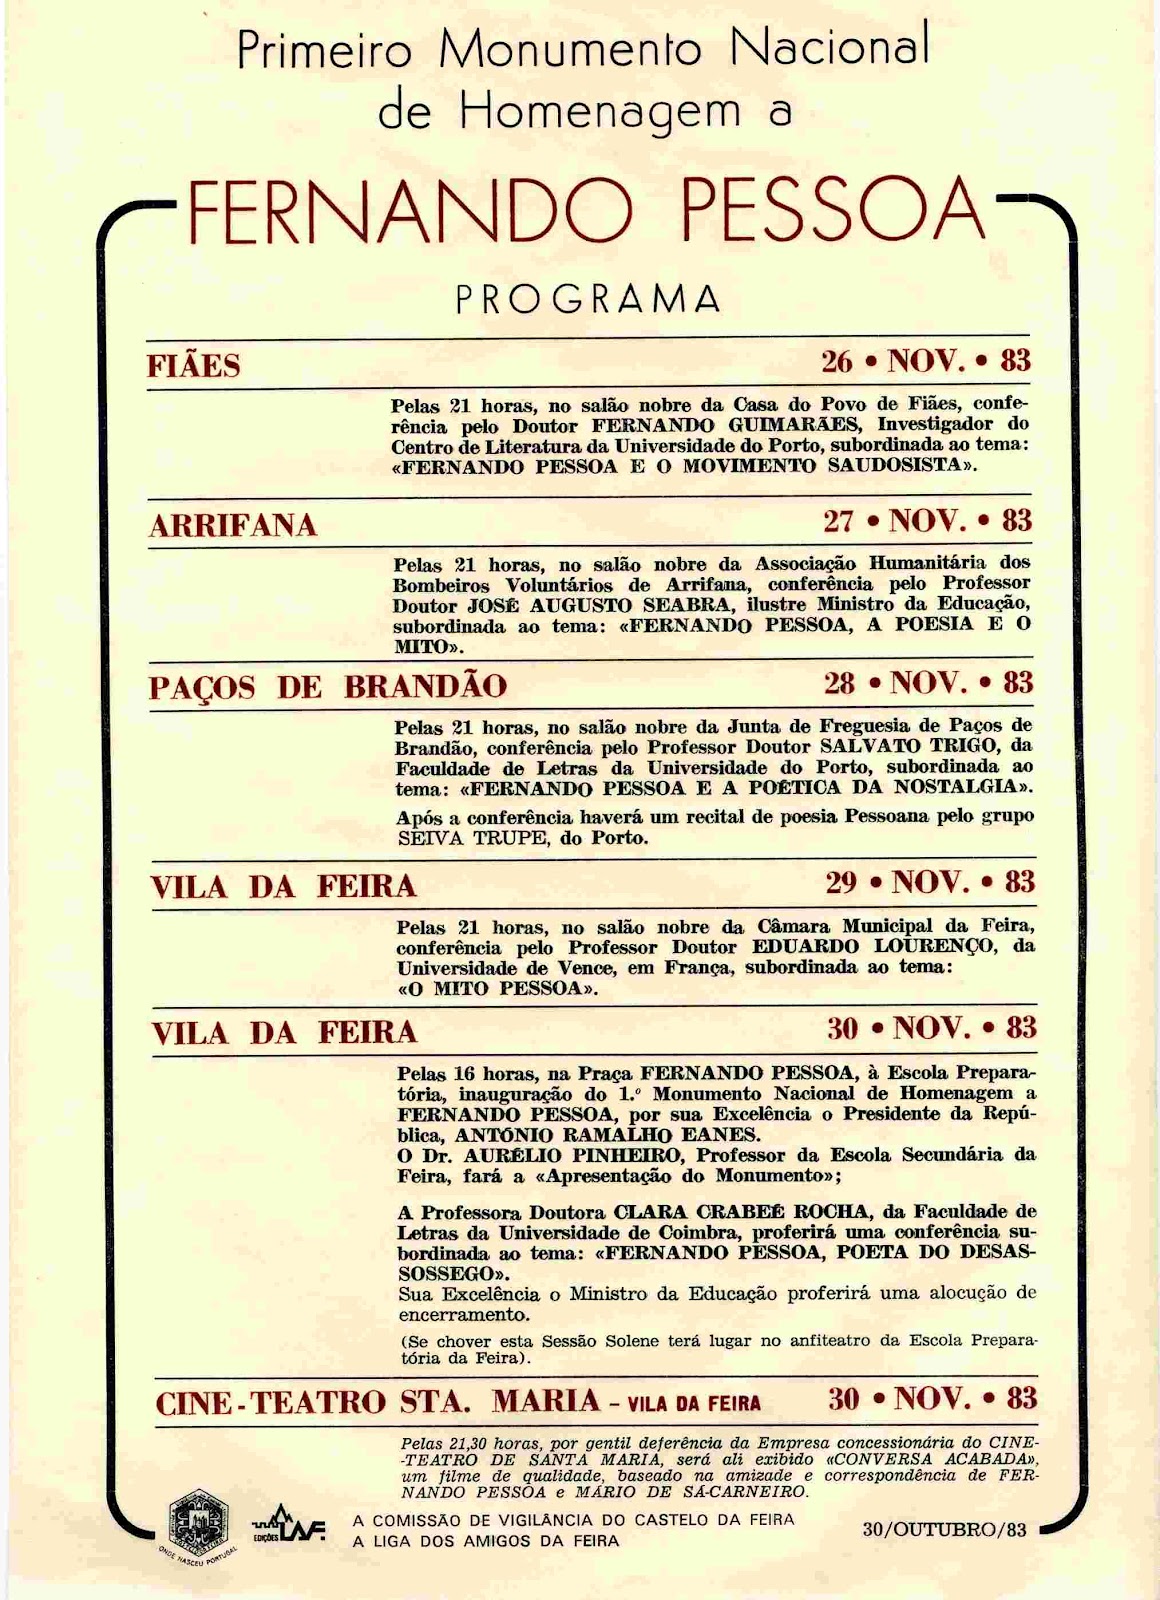 Primeiro Monumento Nacional
de Homenagem a
FERNANDO PESSOA
PROGRAMA
FIÃES 26 • NOV. • 83
Pelas 21 horas, no salão nobre da Casa do Povo de Fiães, confe-
rência pelo Doutor FERNANDO GUIMARÃES, Investigador do
Centro de Literatura da Universidade do Porto, subordinada ao tema:
«FERNANDO PESSOA E O MOVIMENTO SAUDOSISTA».
ARRIFANA 27 • NOV. • 83
Pelas 21 horas, no salão nobre da Associação Humanitária dos
Bombeiros Voluntários de Arrifana, conferência pelo Professor
Doutor JOSÉ AUGUSTO SEABRA, ilustre Ministro da Educação,
subordinada ao tema: «FERNANDO PESSOA, A POESIA E O
MITO».
PAÇOS DE BRANDÃO 28 • NOV. • 83
Pelas 21 horas, no salão nobre da Junta de Freguesia de Paços de
Brandão, conferência pelo Professor Doutor SALVATO TRIGO, da
Faculdade de Letras da Universidade do Porto, subordinada ao
tema: «FERNANDO PESSOA E A POÉTICA DA NOSTALGIA».
Após a conferência haverá um recital de poesia Pessoana pelo grupo
SEIVA TRUPE, do Porto.
VILA DA FEIRA 29 • NOV. • 83
Pelas 21 horas, no salão nobre da Câmara Municipal da Feira,
conferência pelo Professor Doutor EDUARDO LOURENÇO, da
Universidade de Vence, em França, subordinada ao tema:
«O MITO PESSOA».
VILA DA FEIRA 30 • NOV. • 83
Pelas 16 horas, na Praça FERNANDO PESSOA, à Escola Prepara-
tória, inauguração do 1.º Monumento Nacional de Homenagem a
FERNANDO PESSOA, por sua Excelência o Presidente da Repú-
blica, ANTÓNIO RAMALHO EANES.
O Dr. AURÉLIO PINHEIRO, Professor da Escola Secundária da
Feira, fará a «Apresentação do Monumento»;
A Professora Doutora CLARA CRABEÉ ROCHA, da Faculdade de
Letras da Universidade de Coimbra, proferirá uma conferência su-
bordinada ao tema: «FERNANDO PESSOA, POETA DO DESAS-
SOSSEGO».
Sua Excelência o Ministro da Educação proferirá uma alocução de
encerramento.
(Se chover esta Sessão Solene terá lugar no anfiteatro da Escola Prepara-
tória da Feira).
CINE-TEATRO STA. MARIA - VILA DA FEIRA 30 • NOV. • 83
Pelas 21,30 horas, por gentil deferência da Empresa concessionária do CINE-
-TEATRO DE SANTA MARIA, será ali exibido «CONVERSA ACABADA»,
um filme de qualidade, baseado na amizade e correspondência de FER-
NANDO PESSOA e MÁRIO DE SÁ-CARNEIRO.
ONDE NASCEU PORTUGAL
EDIÇÕES LAF
A COMISSÃO DE VIGILÂNCIA DO CASTELO DA FEIRA
A LIGA DOS AMIGOS DA FEIRA
30/OUTUBRO/83